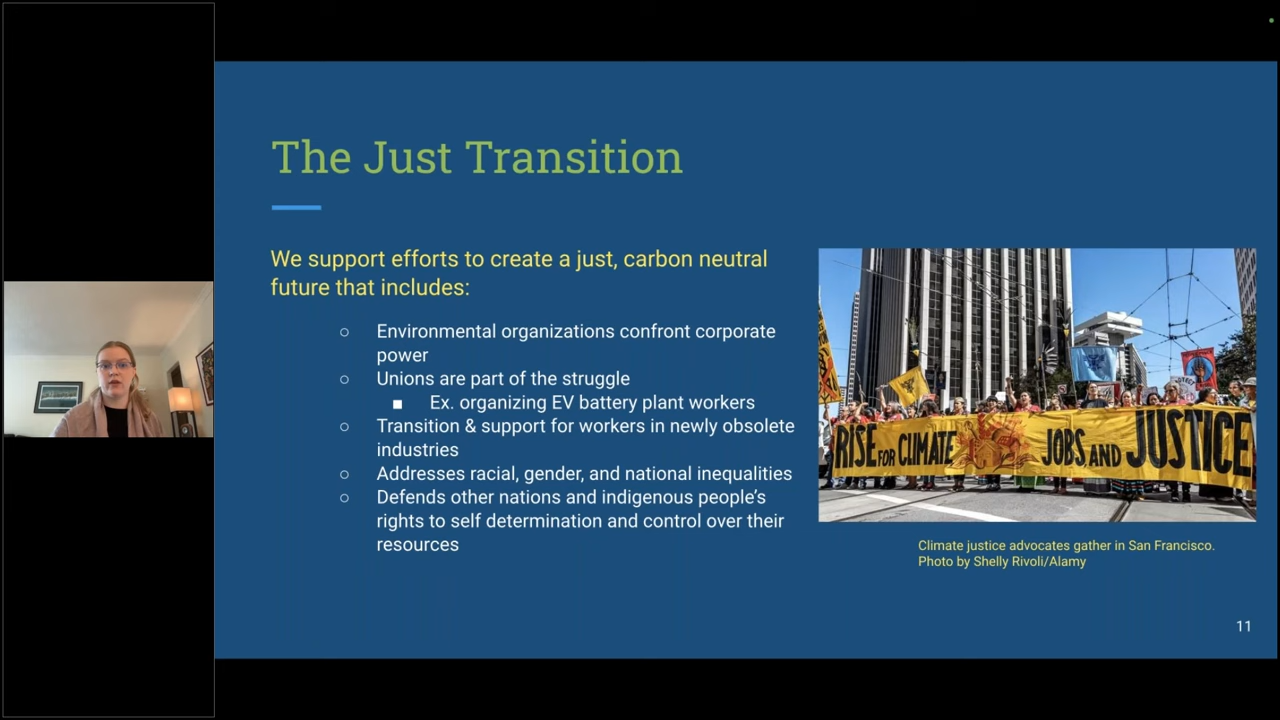 The Just Transition
We support efforts to create a just, carbon neutral
future that includes:
○ Environmental organizations confront corporate
power
○ Unions are part of the struggle
■ Ex. organizing EV battery plant workers
○ Transition & support for workers in newly obsolete
industries
○ Addresses racial, gender, and national inequalities
○ Defends other nations and indigenous people’s
rights to self determination and control over their
resources
RISE FOR CLIMATE JOBS AND JUSTICE
Climate justice advocates gather in San Francisco.
Photo by Shelly Rivoli/Alamy
11